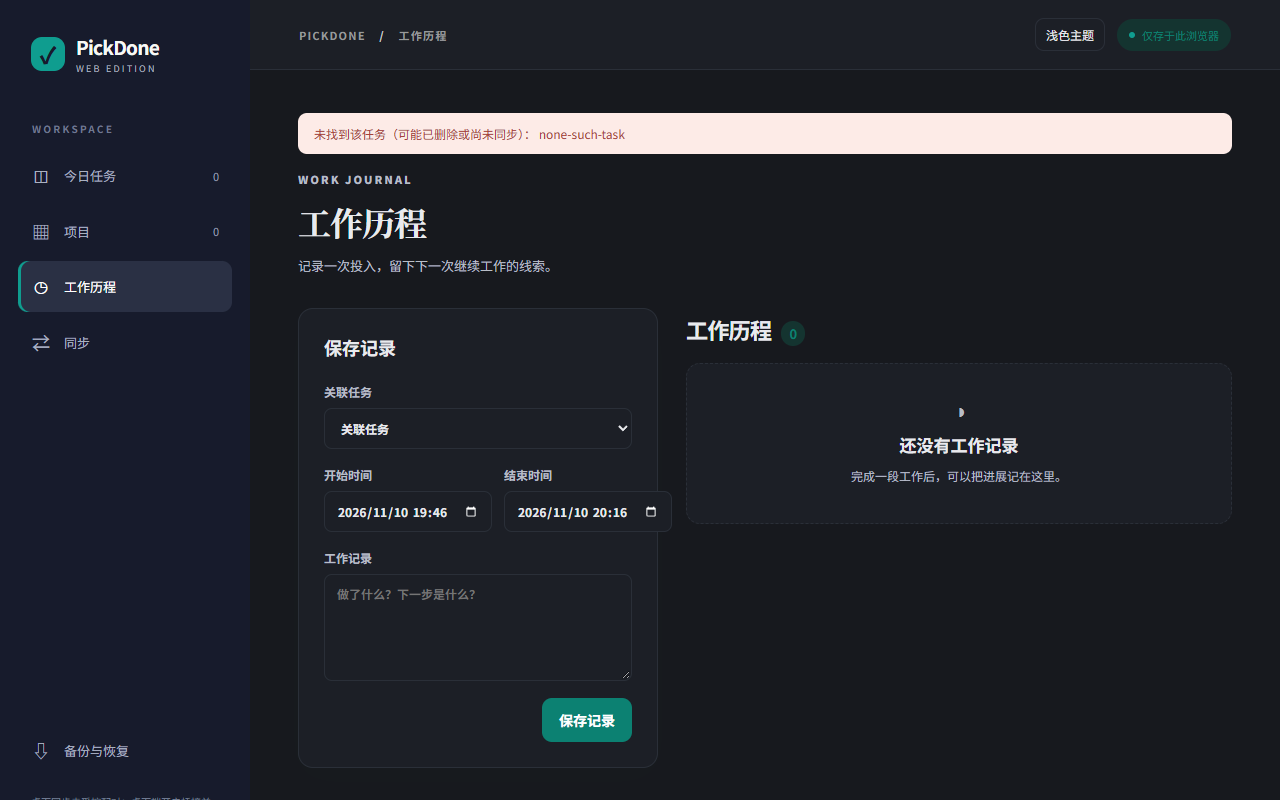 PickDone
WEB EDITION
WORKSPACE
今日任务 0
项目 0
工作历程
同步
备份与恢复
PICKDONE / 工作历程
浅色主题
仅存于此浏览器
未找到该任务（可能已删除或尚未同步）： none-such-task
WORK JOURNAL
工作历程
记录一次投入，留下下一次继续工作的线索。
保存记录
关联任务
关联任务
开始时间 结束时间
2026/11/10 19:46 2026/11/10 20:16
工作记录
做了什么？下一步是什么？
保存记录
工作历程 0
还没有工作记录
完成一段工作后，可以把进展记在这里。